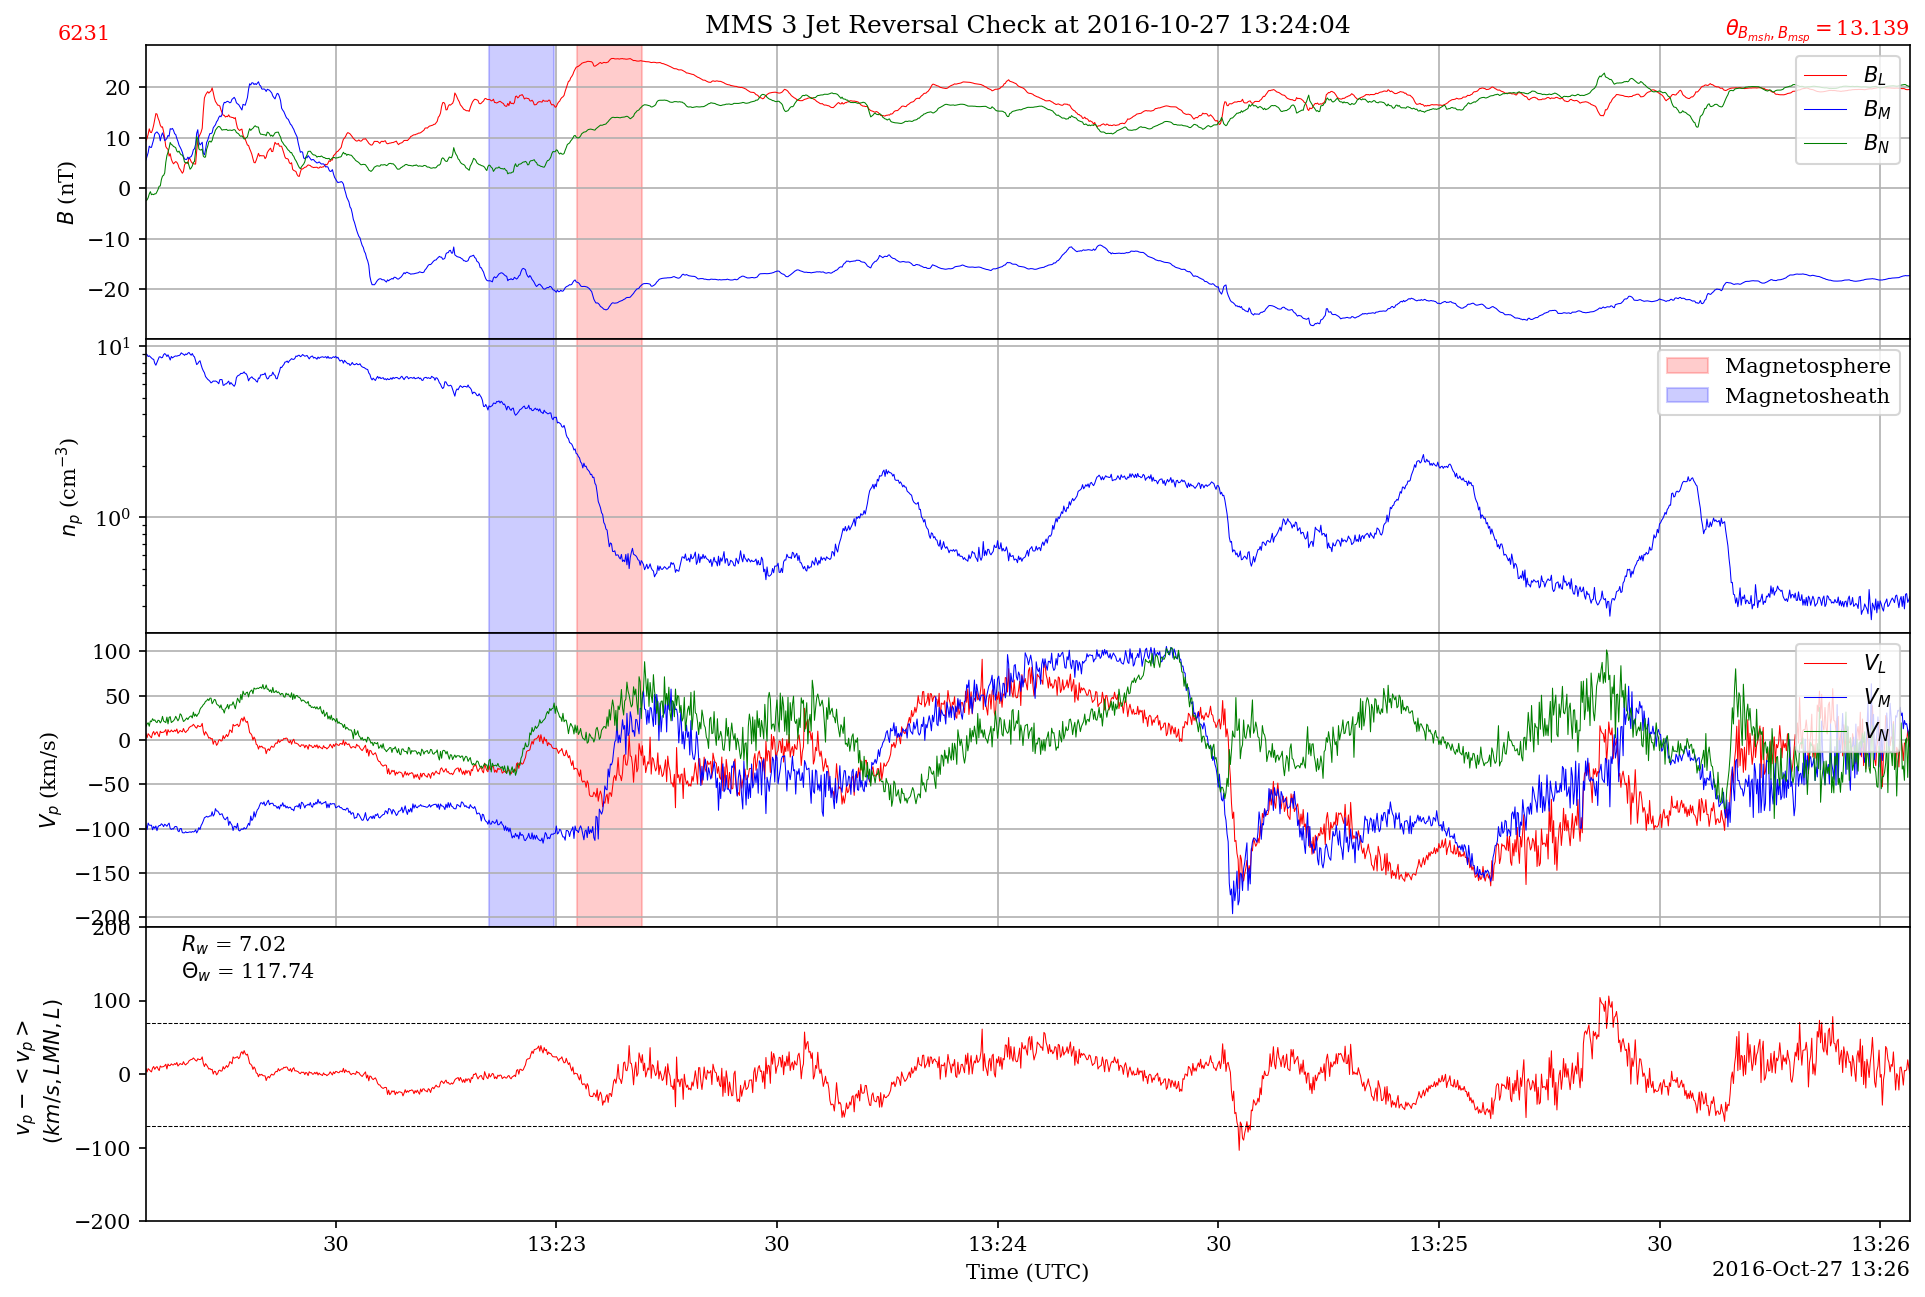 MMS 3 Jet Reversal Check at 2016-10-27 13:24:04
6231
θ_{B_{msh}, B_{msp}} = 13.139
20
10
0
−10
−20
B (nT)
B_L
B_M
B_N
10^1
10^0
n_p (cm^{−3})
Magnetosphere
Magnetosheath
100
50
0
−50
−100
−150
−200
V_p (km/s)
V_L
V_M
V_N
200
100
0
−100
−200
v_p − < v_p >
(km/s, LMN, L)
R_w = 7.02
Θ_w = 117.74
30 13:23 30 13:24 30 13:25 30 13:26
Time (UTC)
2016-Oct-27 13:26